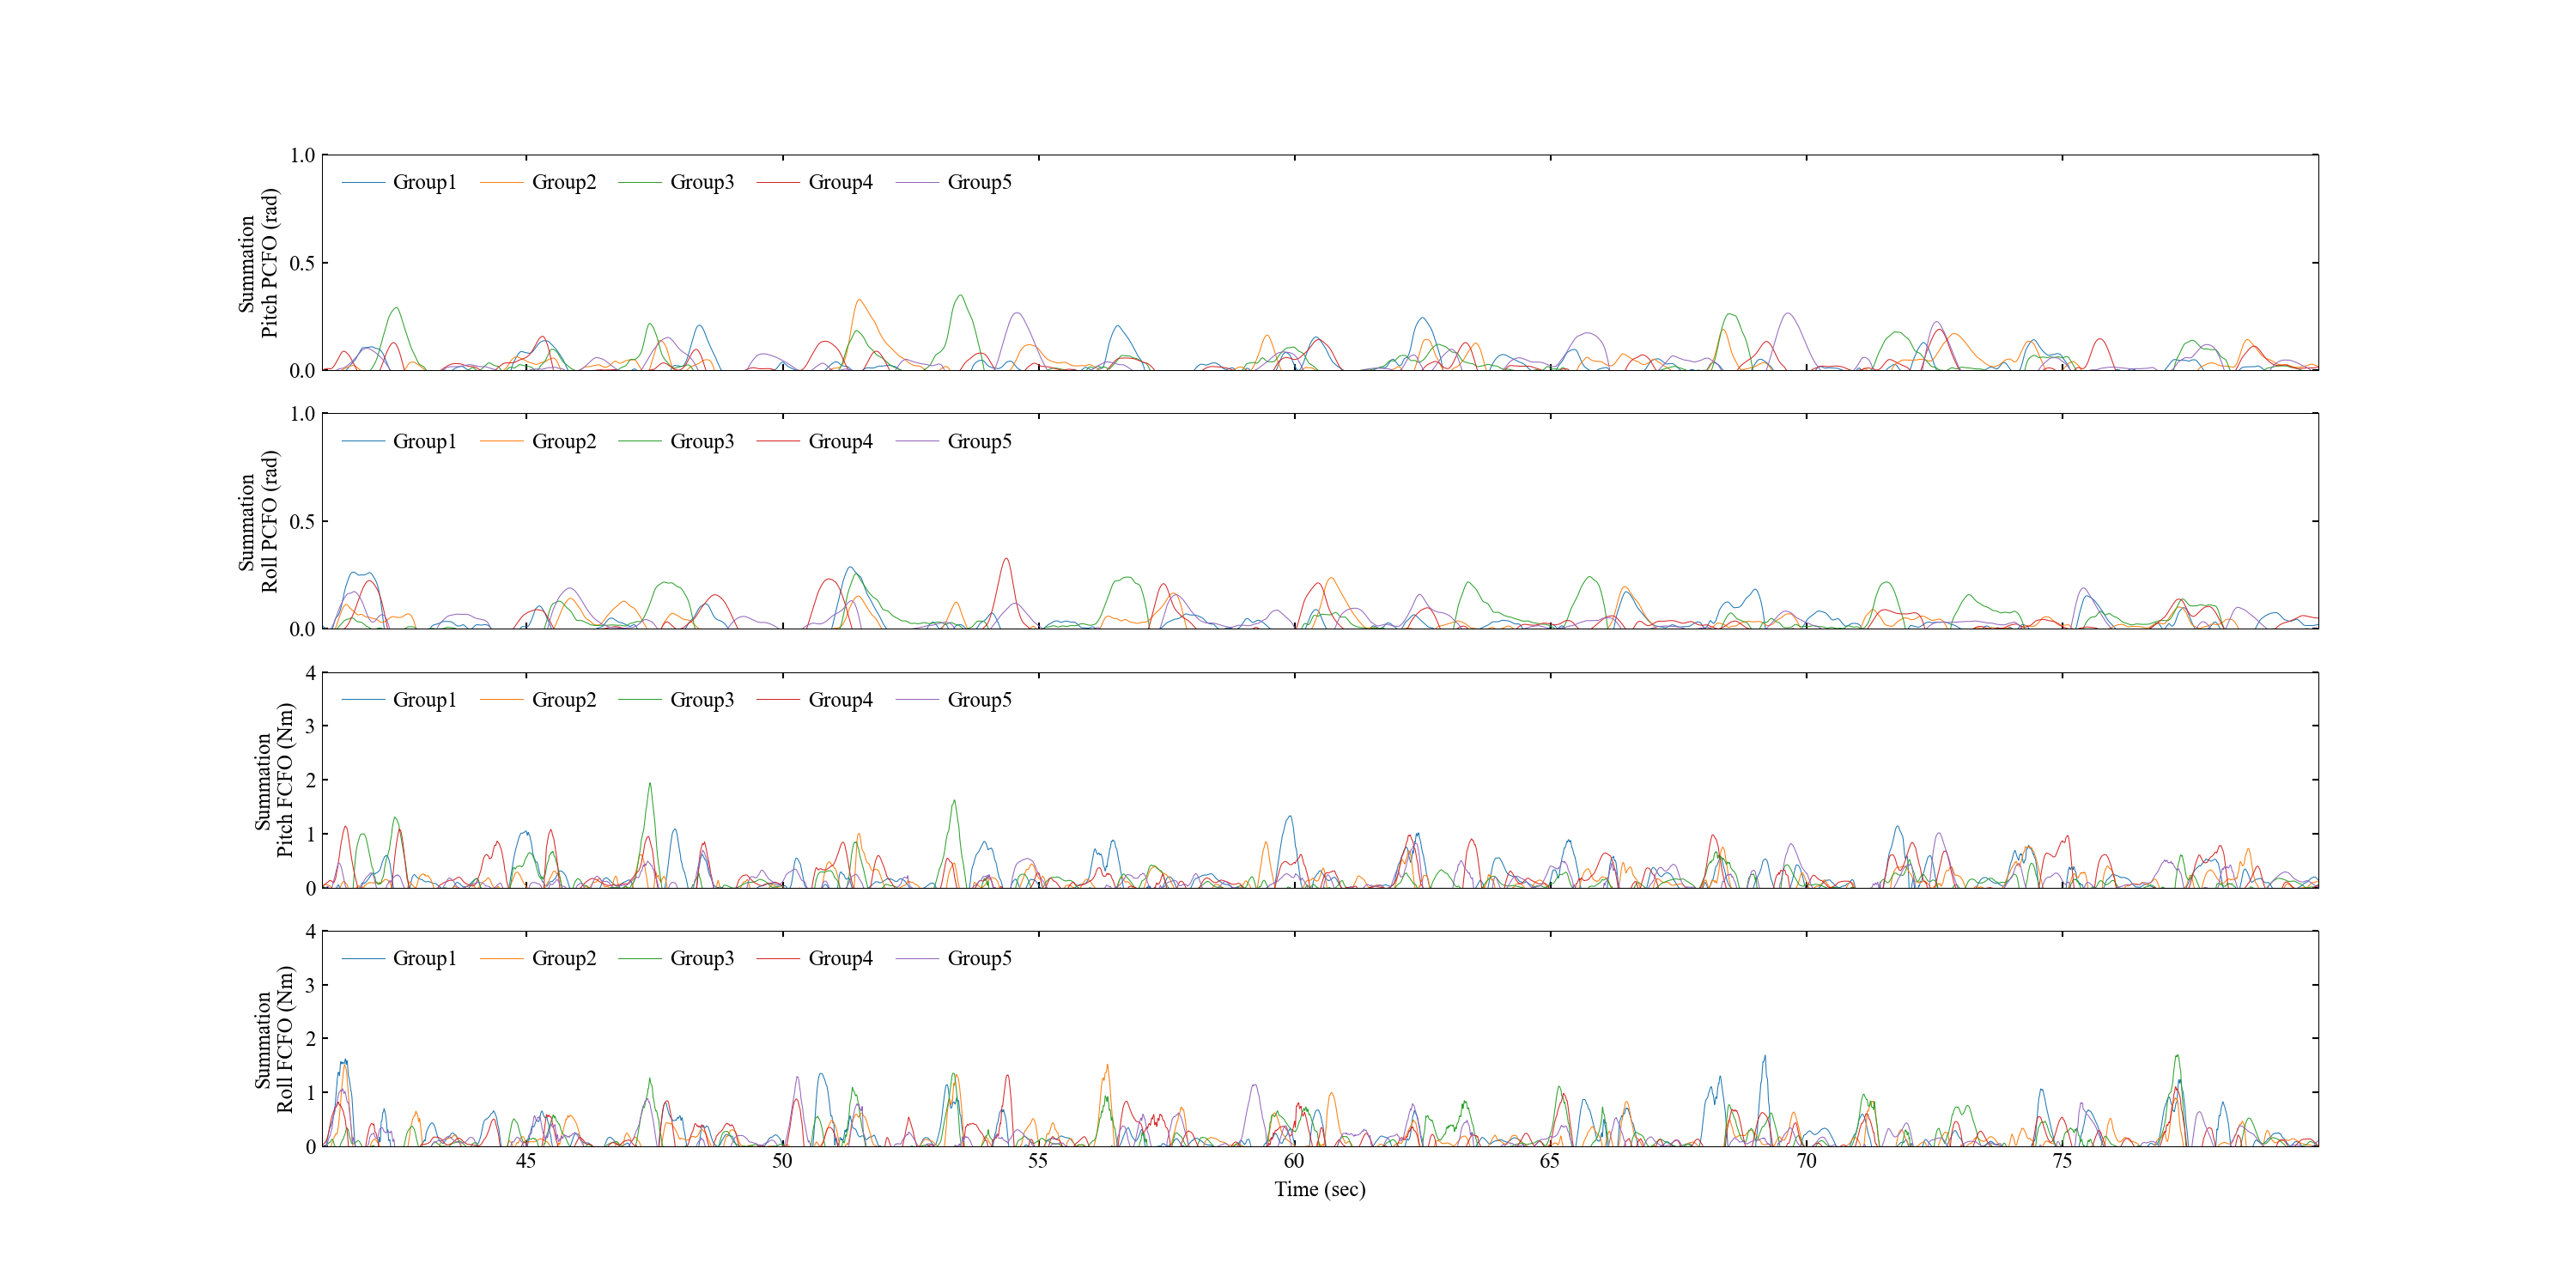 Summation
Pitch PCFO (rad)
1.0
0.5
0.0
Group1 Group2 Group3 Group4 Group5
Summation
Roll PCFO (rad)
1.0
0.5
0.0
Group1 Group2 Group3 Group4 Group5
Summation
Pitch FCFO (Nm)
4
3
2
1
0
Group1 Group2 Group3 Group4 Group5
Summation
Roll FCFO (Nm)
4
3
2
1
0
Group1 Group2 Group3 Group4 Group5
45 50 55 60 65 70 75
Time (sec)